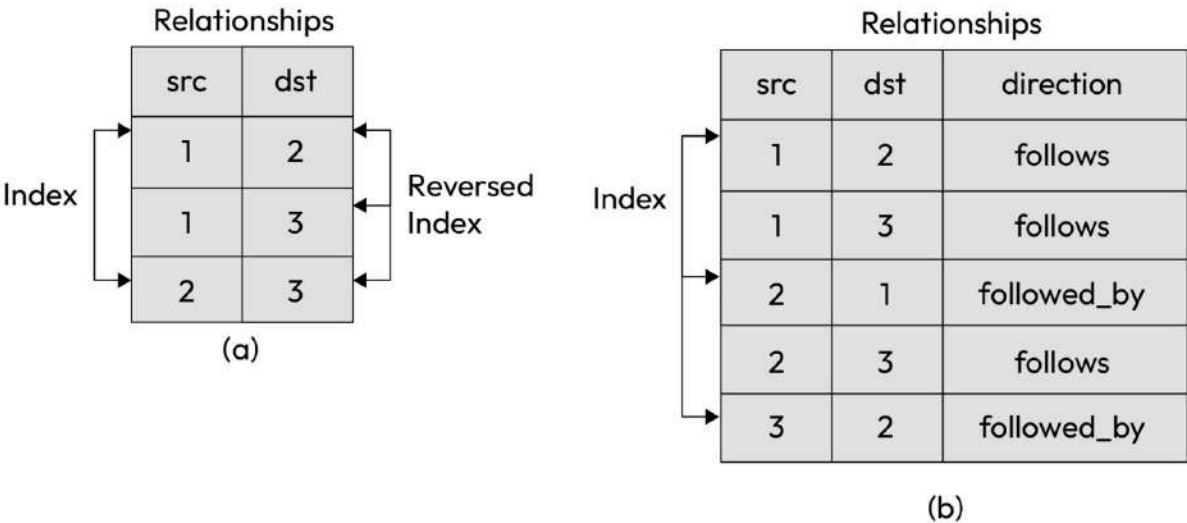 Relationships
src dst
1 2
1 3
2 3
Index
Reversed
Index
(a)
Relationships
src dst direction
1 2 follows
1 3 follows
2 1 followed_by
2 3 follows
3 2 followed_by
Index
(b)